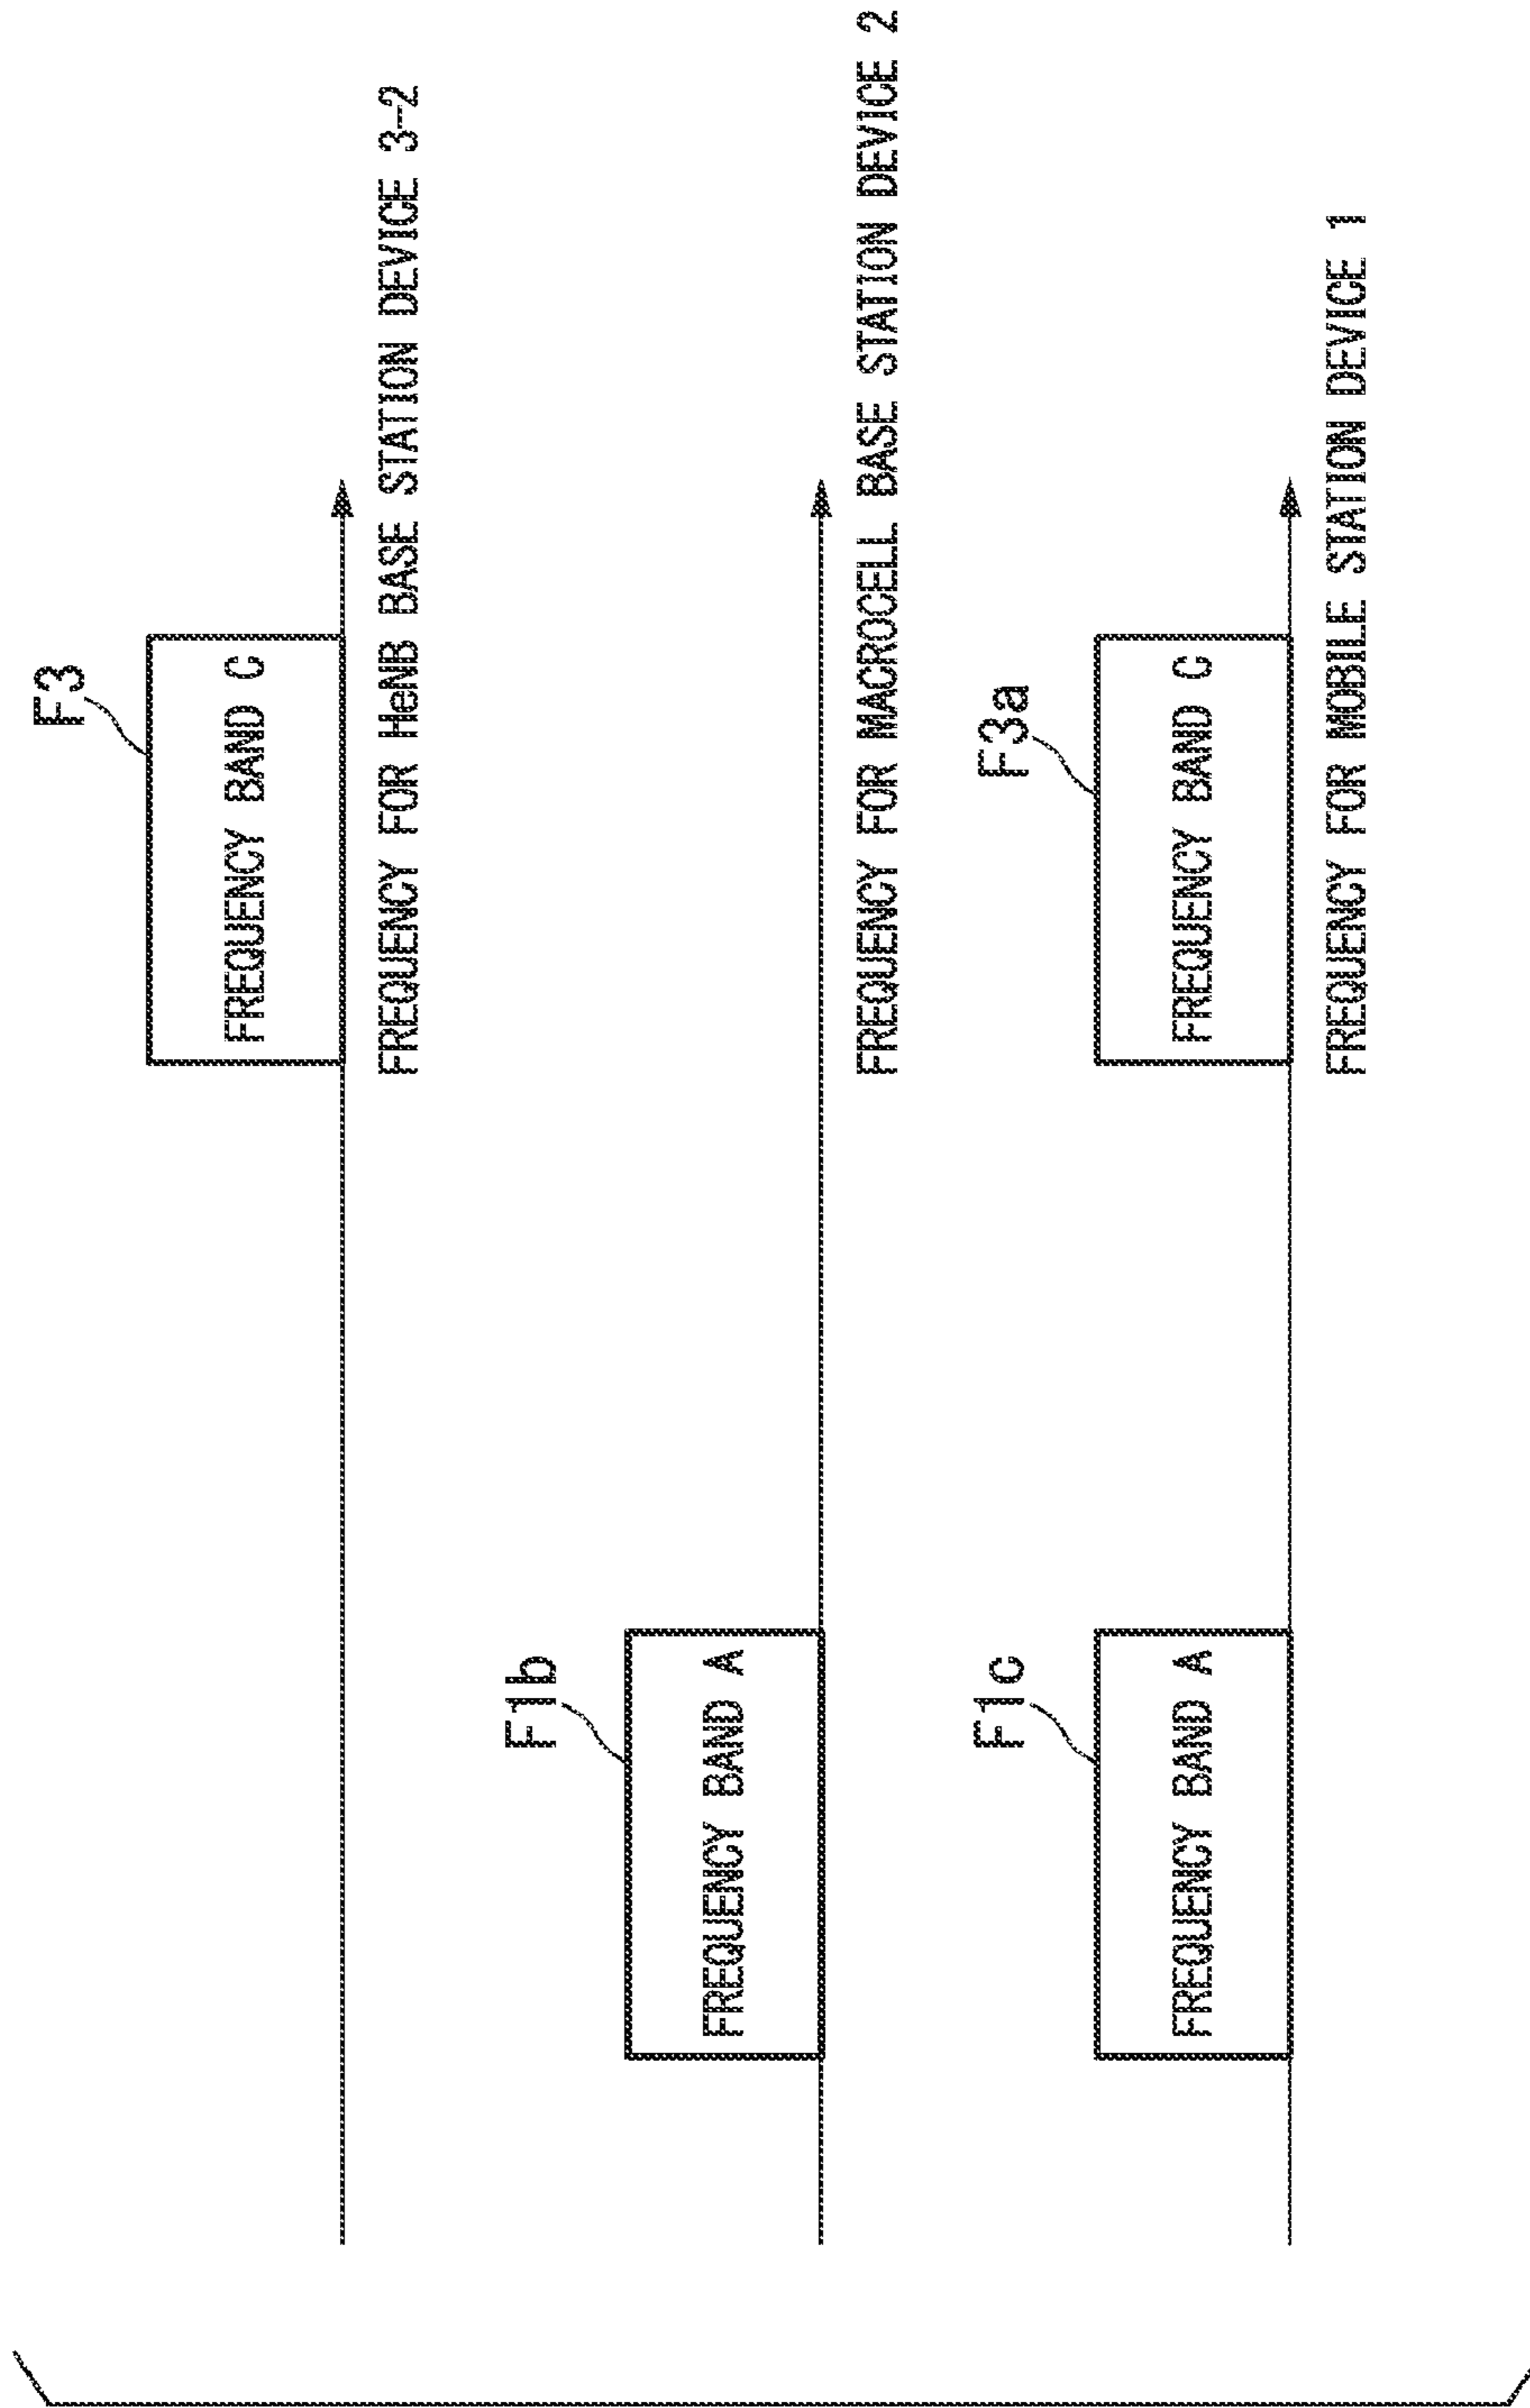 F3
FREQUENCY BAND C
FREQUENCY FOR HeNB BASE STATION DEVICE 3-2
F1b
FREQUENCY BAND A
FREQUENCY FOR MACROCELL BASE STATION DEVICE 2
F1c
FREQUENCY BAND A
F3a
FREQUENCY BAND C
FREQUENCY FOR MOBILE STATION DEVICE 1